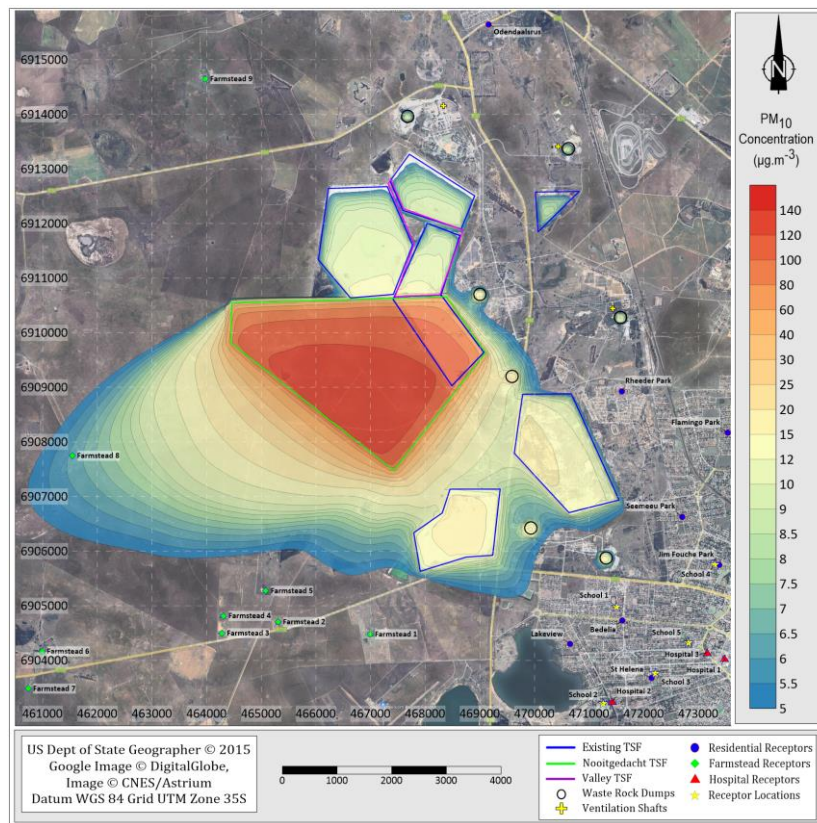 Odendaalsrus
6915000
Farmstead 9
6914000
6913000
6912000
6911000
6910000
6909000
Rheeder Park
Flamingo Park
6908000
Farmstead 8
6907000
Seemeeu Park
6906000
Jim Fouche Park
School 4
Farmstead 5
6905000
School 1
Farmstead 4
Farmstead 2
Bedelia
Farmstead 3
Farmstead 1
Lakeview
School 5
Farmstead 6
6904000
Hospital 3
St Helena
Hospital 1
School 3
Farmstead 7
School 2
Hospital 2
461000 462000 463000 464000 465000 466000 467000 468000 469000 470000 471000 472000 473000
N
PM10
Concentration
(µg.m-3)
140
120
100
80
60
40
30
25
20
15
12
10
9
8.5
8
7.5
7
6.5
6
5.5
5
US Dept of State Geographer © 2015
Google Image © DigitalGlobe,
Image © CNES/Astrium
Datum WGS 84 Grid UTM Zone 35S
0 1000 2000 3000 4000
Existing TSF
Nooitgedacht TSF
Valley TSF
Waste Rock Dumps
Ventilation Shafts
Residential Receptors
Farmstead Receptors
Hospital Receptors
Receptor Locations